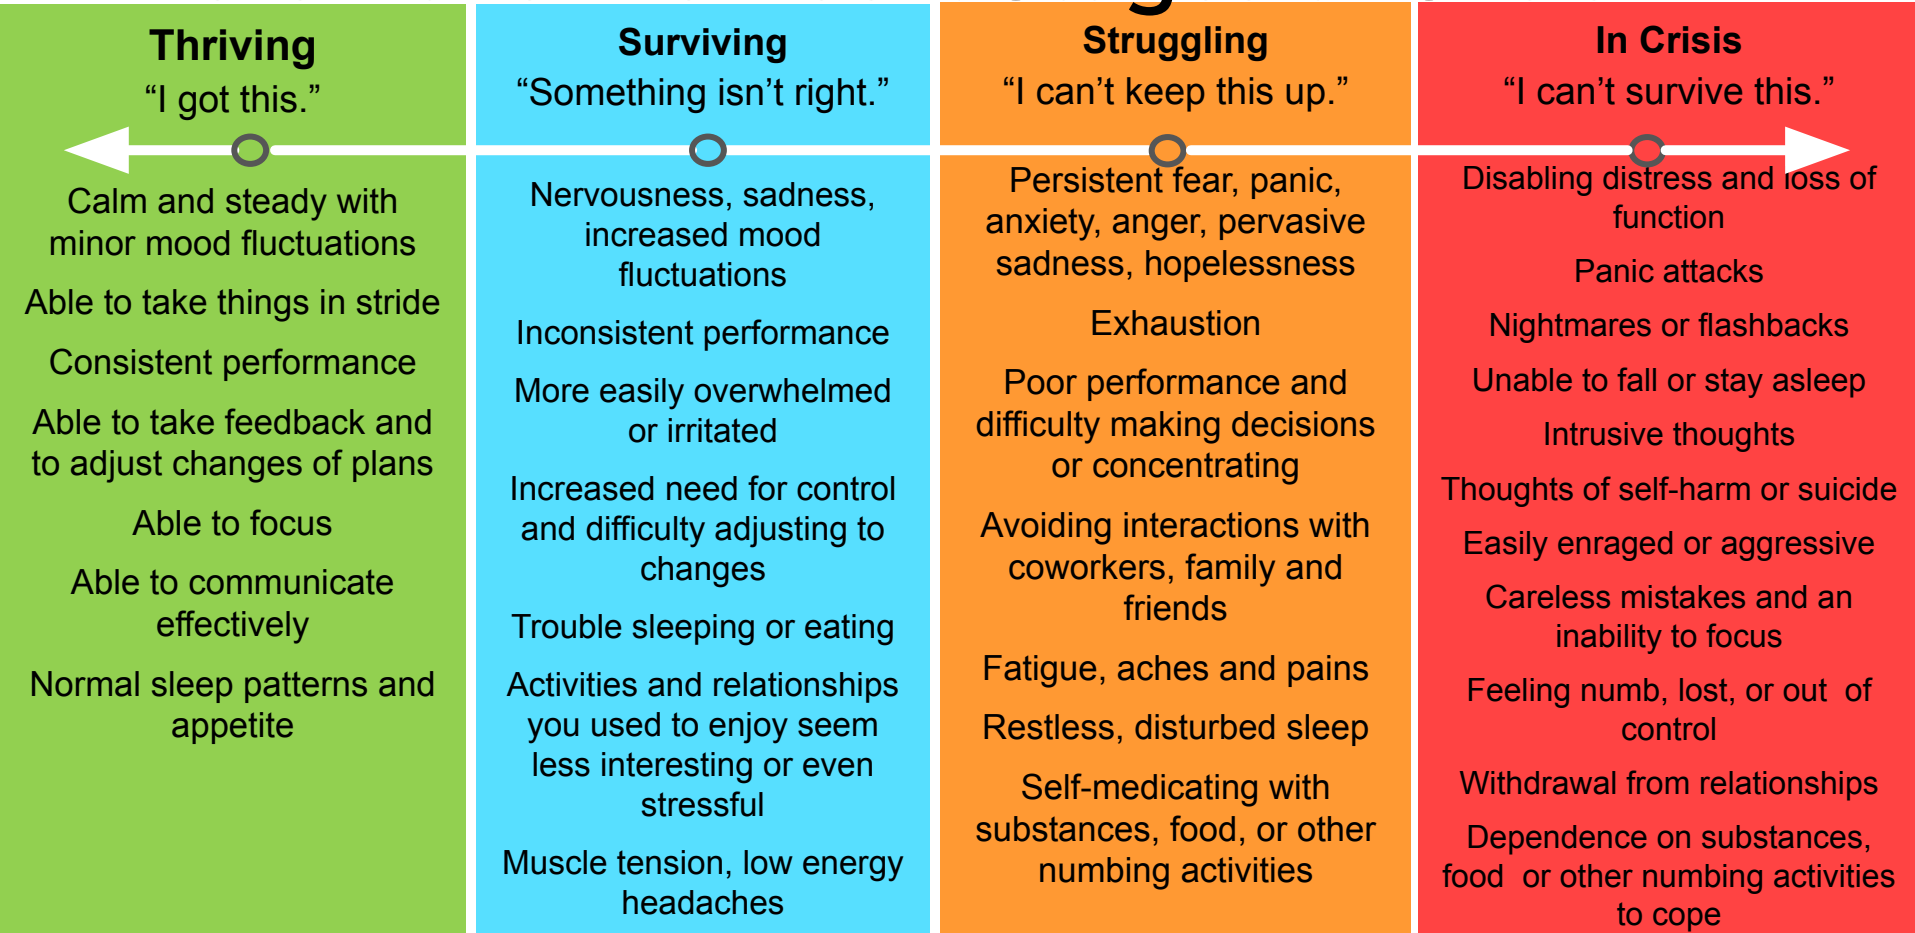 Thriving
“I got this.”
Calm and steady with
minor mood fluctuations
Able to take things in stride
Consistent performance
Able to take feedback and
to adjust changes of plans
Able to focus
Able to communicate
effectively
Normal sleep patterns and
appetite
Surviving
“Something isn’t right.”
Nervousness, sadness,
increased mood
fluctuations
Inconsistent performance
More easily overwhelmed
or irritated
Increased need for control
and difficulty adjusting to
changes
Trouble sleeping or eating
Activities and relationships
you used to enjoy seem
less interesting or even
stressful
Muscle tension, low energy
headaches
Struggling
“I can’t keep this up.”
Persistent fear, panic,
anxiety, anger, pervasive
sadness, hopelessness
Exhaustion
Poor performance and
difficulty making decisions
or concentrating
Avoiding interactions with
coworkers, family and
friends
Fatigue, aches and pains
Restless, disturbed sleep
Self-medicating with
substances, food, or other
numbing activities
In Crisis
“I can’t survive this.”
Disabling distress and loss of
function
Panic attacks
Nightmares or flashbacks
Unable to fall or stay asleep
Intrusive thoughts
Thoughts of self-harm or suicide
Easily enraged or aggressive
Careless mistakes and an
inability to focus
Feeling numb, lost, or out  of
control
Withdrawal from relationships
Dependence on substances,
food  or other numbing activities
to cope